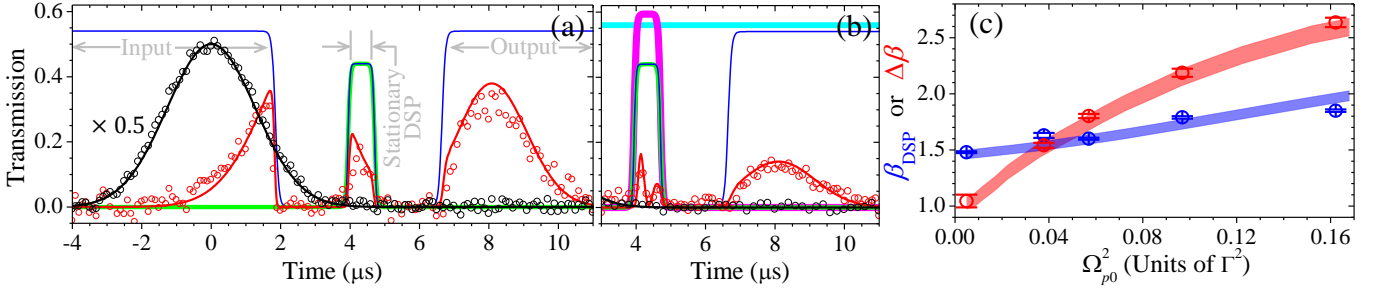 (a)
Input
Output
Stationary
DSP
× 0.5
Transmission
0.6
0.4
0.2
0.0
-4 -2 0 2 4 6 8 10
Time (μs)
(b)
4 6 8 10
Time (μs)
(c)
β_DSP or Δβ
2.5
2.0
1.5
1.0
0.00 0.04 0.08 0.12 0.16
Ω²_p0 (Units of Γ²)